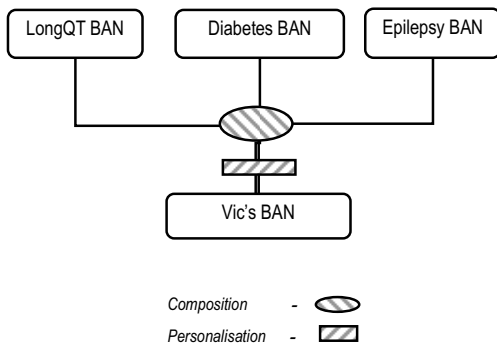 LongQT BAN
Diabetes BAN
Epilepsy BAN
Vic's BAN
Composition -
Personalisation -